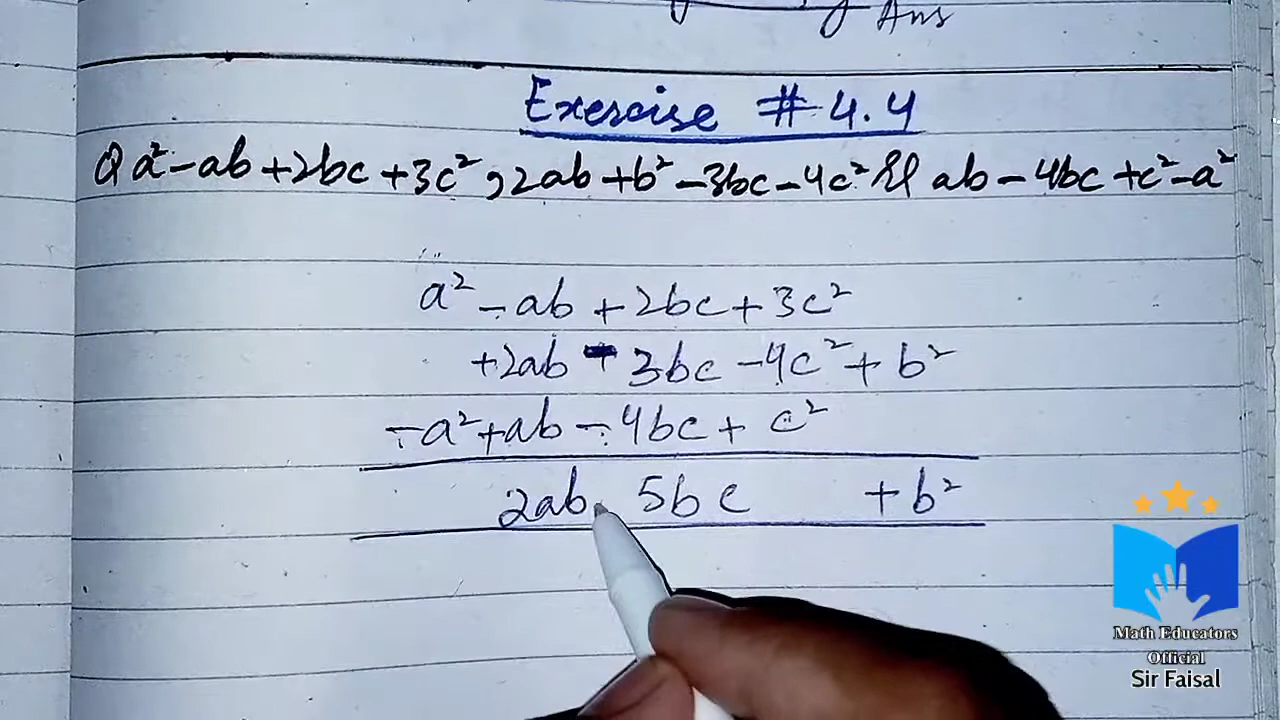 Ans
Exercise # 4.4
Q a² - ab + 2bc + 3c² , 2ab + b² - 3bc - 4c² & ab - 4bc + c² - a²
a² - ab + 2bc + 3c²
+2ab - 3bc - 4c² + b²
-a² + ab - 4bc + c²
2ab 5bc + b²
Math Educators
Official
Sir Faisal